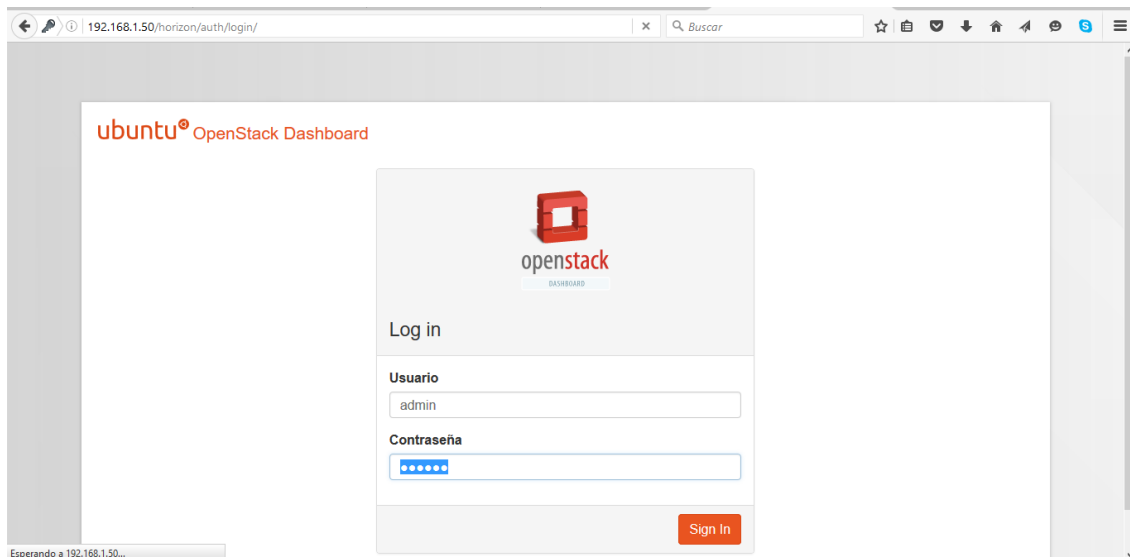 192.168.1.50/horizon/auth/login/
Buscar
ubuntu OpenStack Dashboard
openstack
DASHBOARD
Log in
Usuario
admin
Contraseña
••••••
Sign In
Esperando a 192.168.1.50...